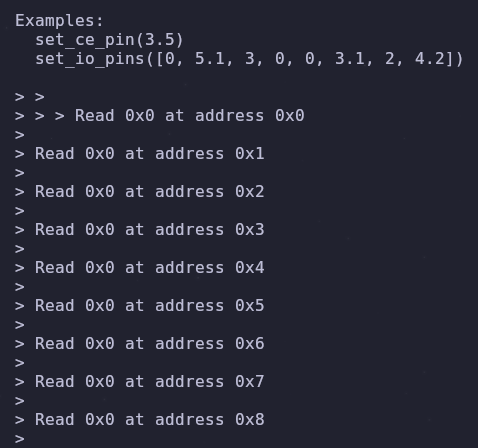 Examples:
  set_ce_pin(3.5)
  set_io_pins([0, 5.1, 3, 0, 0, 3.1, 2, 4.2])

> >
> > > Read 0x0 at address 0x0
>
> Read 0x0 at address 0x1
>
> Read 0x0 at address 0x2
>
> Read 0x0 at address 0x3
>
> Read 0x0 at address 0x4
>
> Read 0x0 at address 0x5
>
> Read 0x0 at address 0x6
>
> Read 0x0 at address 0x7
>
> Read 0x0 at address 0x8
>